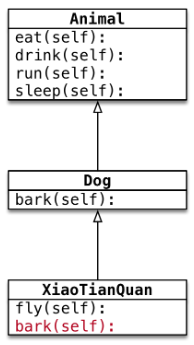 Animal
eat(self):
drink(self):
run(self):
sleep(self):
Dog
bark(self):
XiaoTianQuan
fly(self):
bark(self):